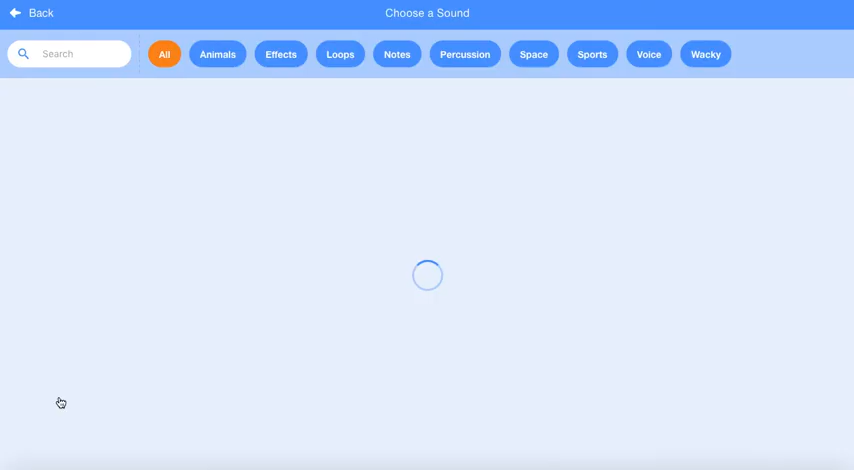 Back
Choose a Sound
Search
All
Animals
Effects
Loops
Notes
Percussion
Space
Sports
Voice
Wacky